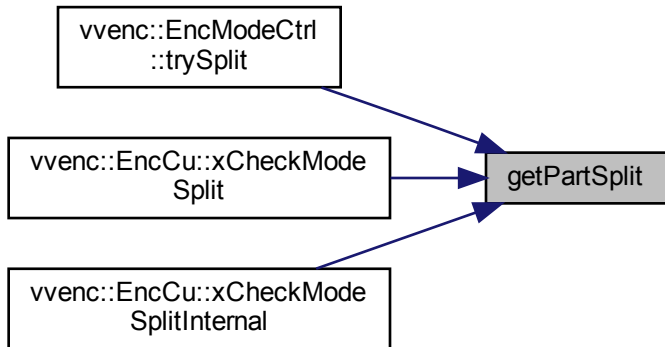 vvenc::EncModeCtrl
::trySplit
vvenc::EncCu::xCheckMode
Split
getPartSplit
vvenc::EncCu::xCheckMode
SplitInternal